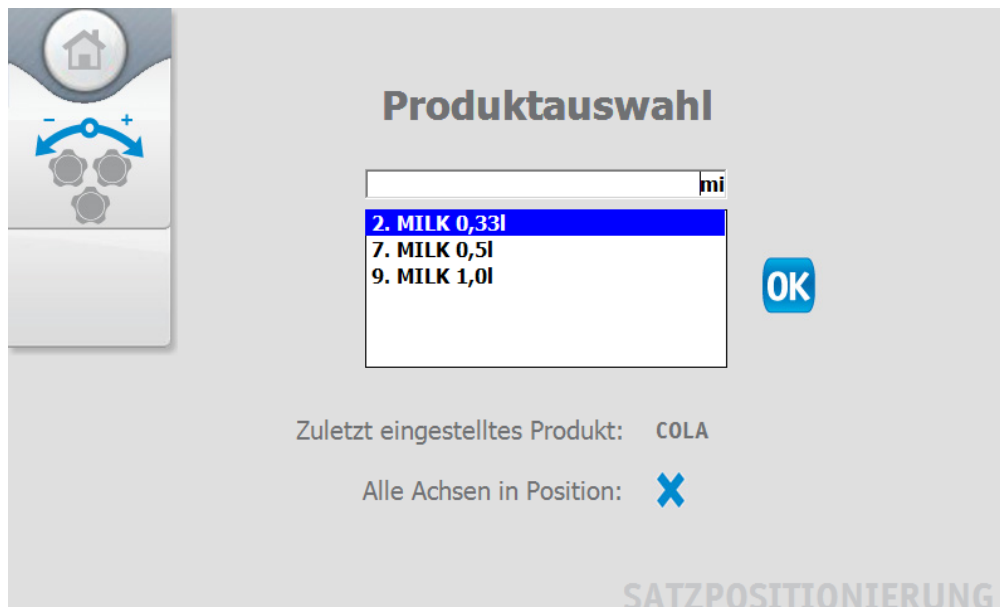 - +
Produktauswahl
mi
2. MILK 0,33l
7. MILK 0,5l
9. MILK 1,0l
OK
Zuletzt eingestelltes Produkt: COLA
Alle Achsen in Position:
SATZPOSITIONIERUNG